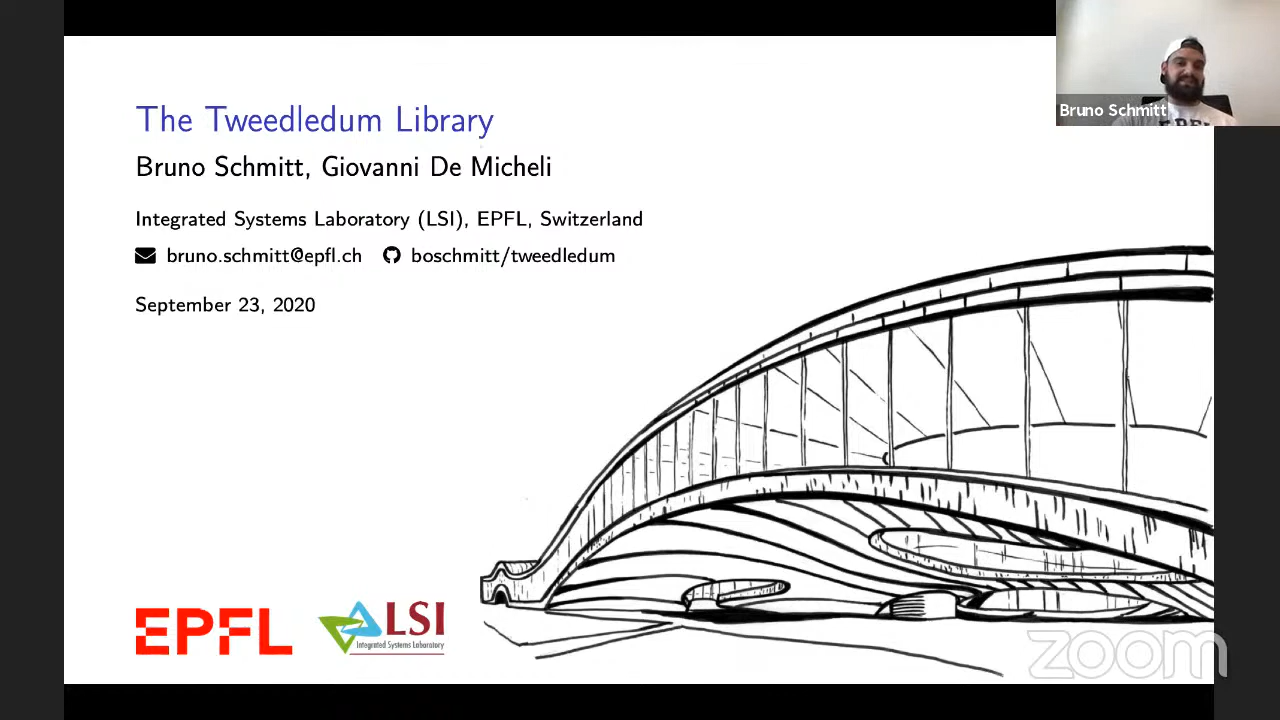 The Tweedledum Library
Bruno Schmitt, Giovanni De Micheli
Integrated Systems Laboratory (LSI), EPFL, Switzerland
bruno.schmitt@epfl.ch boschmitt/tweedledum
September 23, 2020
Bruno Schmitt
EPFL
EPFL
LSI
Integrated Systems Laboratory
zoom